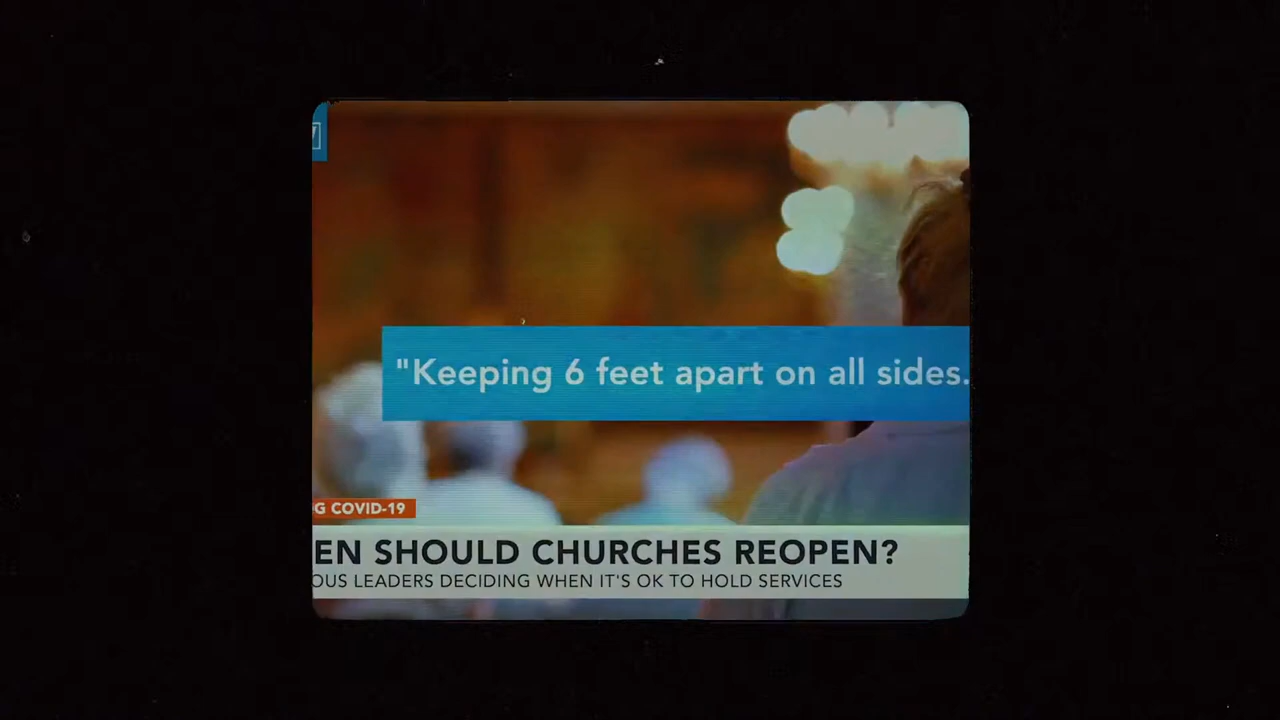 "Keeping 6 feet apart on all sides.
G COVID-19
EN SHOULD CHURCHES REOPEN?
OUS LEADERS DECIDING WHEN IT'S OK TO HOLD SERVICES